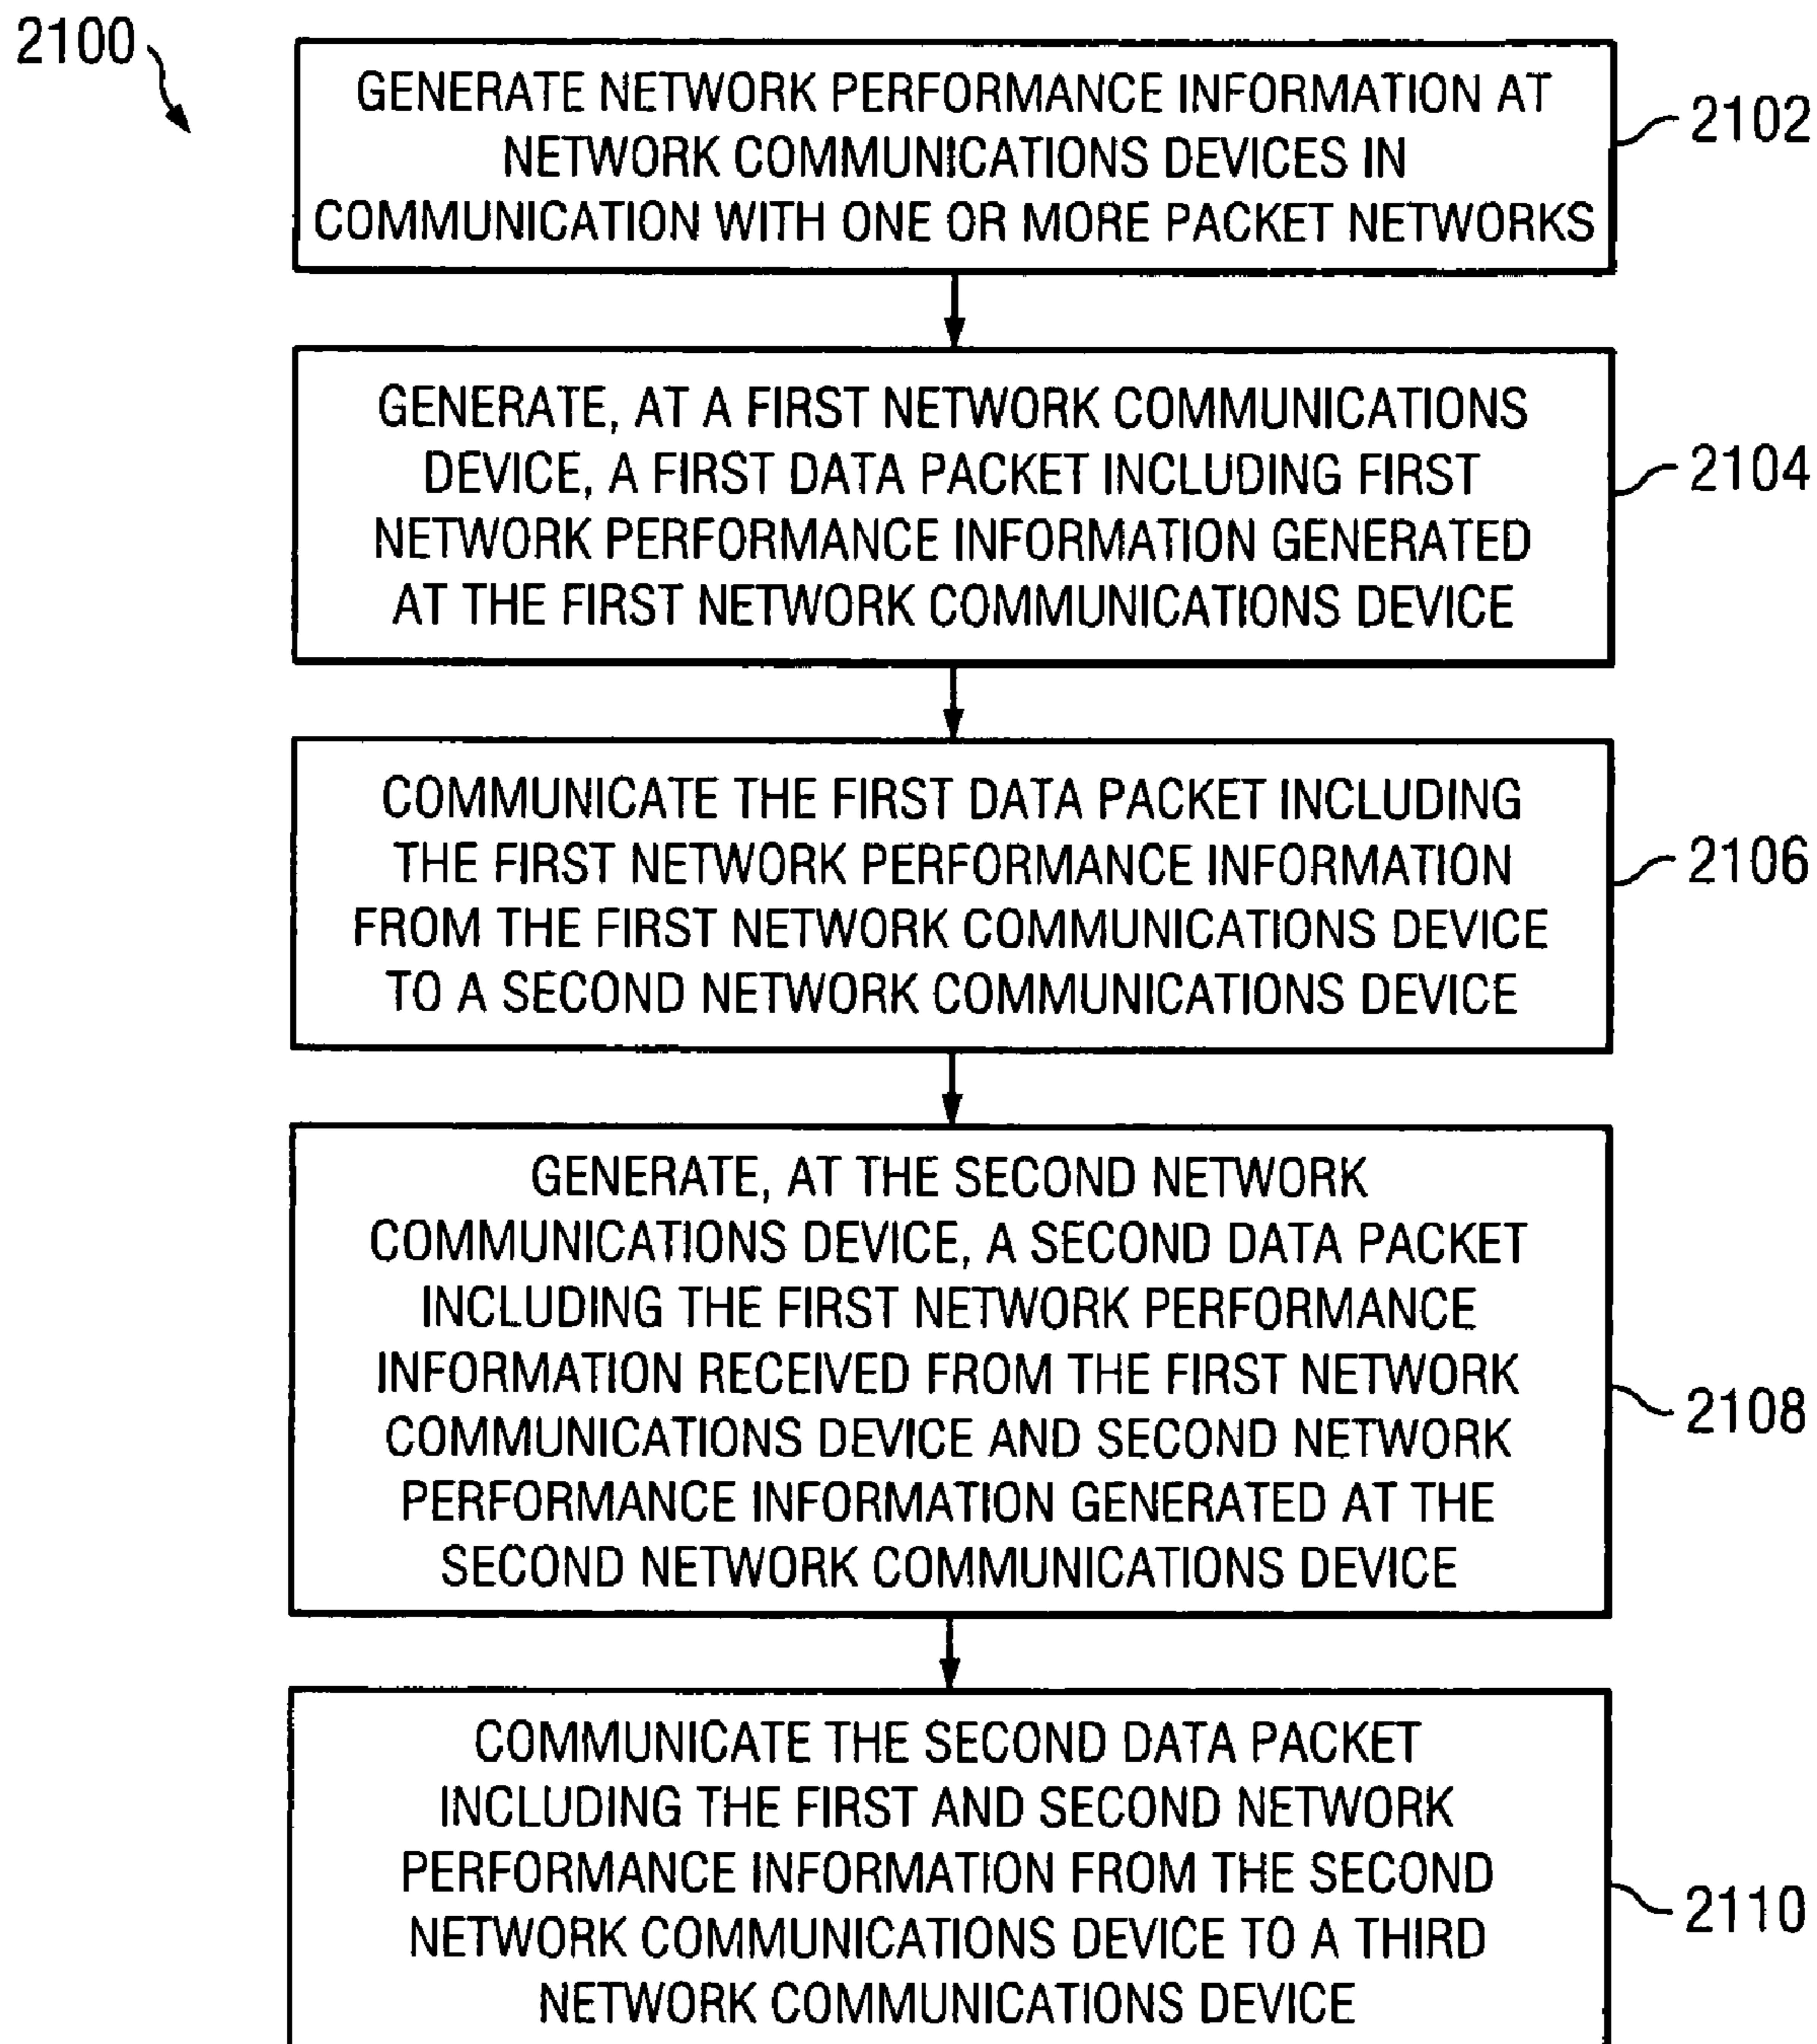 2100
GENERATE NETWORK PERFORMANCE INFORMATION AT
NETWORK COMMUNICATIONS DEVICES IN
COMMUNICATION WITH ONE OR MORE PACKET NETWORKS
2102
GENERATE, AT A FIRST NETWORK COMMUNICATIONS
DEVICE, A FIRST DATA PACKET INCLUDING FIRST
NETWORK PERFORMANCE INFORMATION GENERATED
AT THE FIRST NETWORK COMMUNICATIONS DEVICE
2104
COMMUNICATE THE FIRST DATA PACKET INCLUDING
THE FIRST NETWORK PERFORMANCE INFORMATION
FROM THE FIRST NETWORK COMMUNICATIONS DEVICE
TO A SECOND NETWORK COMMUNICATIONS DEVICE
2106
GENERATE, AT THE SECOND NETWORK
COMMUNICATIONS DEVICE, A SECOND DATA PACKET
INCLUDING THE FIRST NETWORK PERFORMANCE
INFORMATION RECEIVED FROM THE FIRST NETWORK
COMMUNICATIONS DEVICE AND SECOND NETWORK
PERFORMANCE INFORMATION GENERATED AT THE
SECOND NETWORK COMMUNICATIONS DEVICE
2108
COMMUNICATE THE SECOND DATA PACKET
INCLUDING THE FIRST AND SECOND NETWORK
PERFORMANCE INFORMATION FROM THE SECOND
NETWORK COMMUNICATIONS DEVICE TO A THIRD
NETWORK COMMUNICATIONS DEVICE
2110